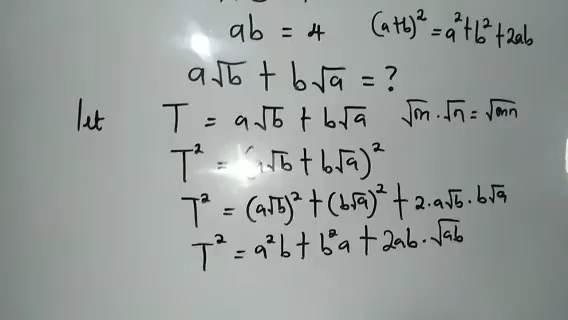 ab = 4 (a+b)² = a²+b²+2ab
a√b + b√a = ?
let T = a√b + b√a √m · √n = √mn
T² = (a√b + b√a)²
T² = (a√b)² + (b√a)² + 2·a√b · b√a
T² = a²b + b²a + 2ab · √ab